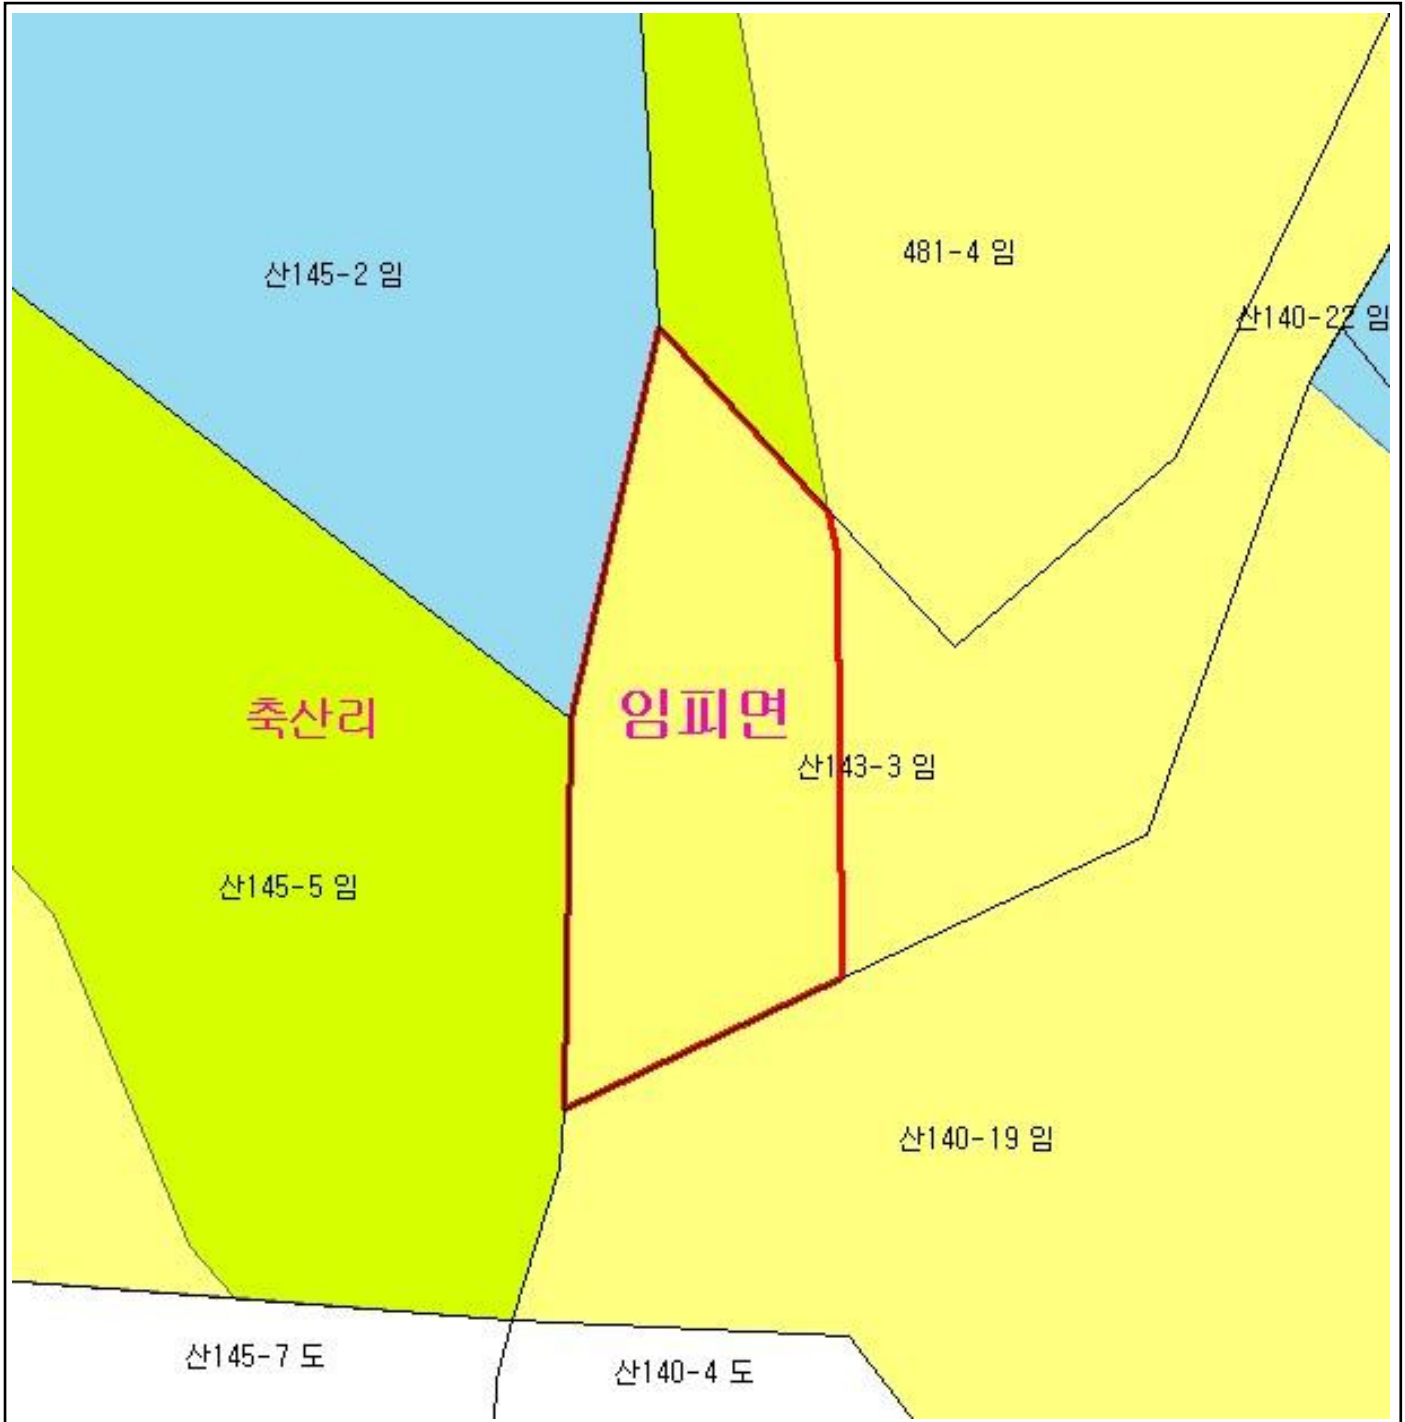 481-4 임
산145-2 임
산140-22 임
축산리
임피면
산143-3 임
산145-5 임
산140-19 임
산145-7 도
산140-4 도